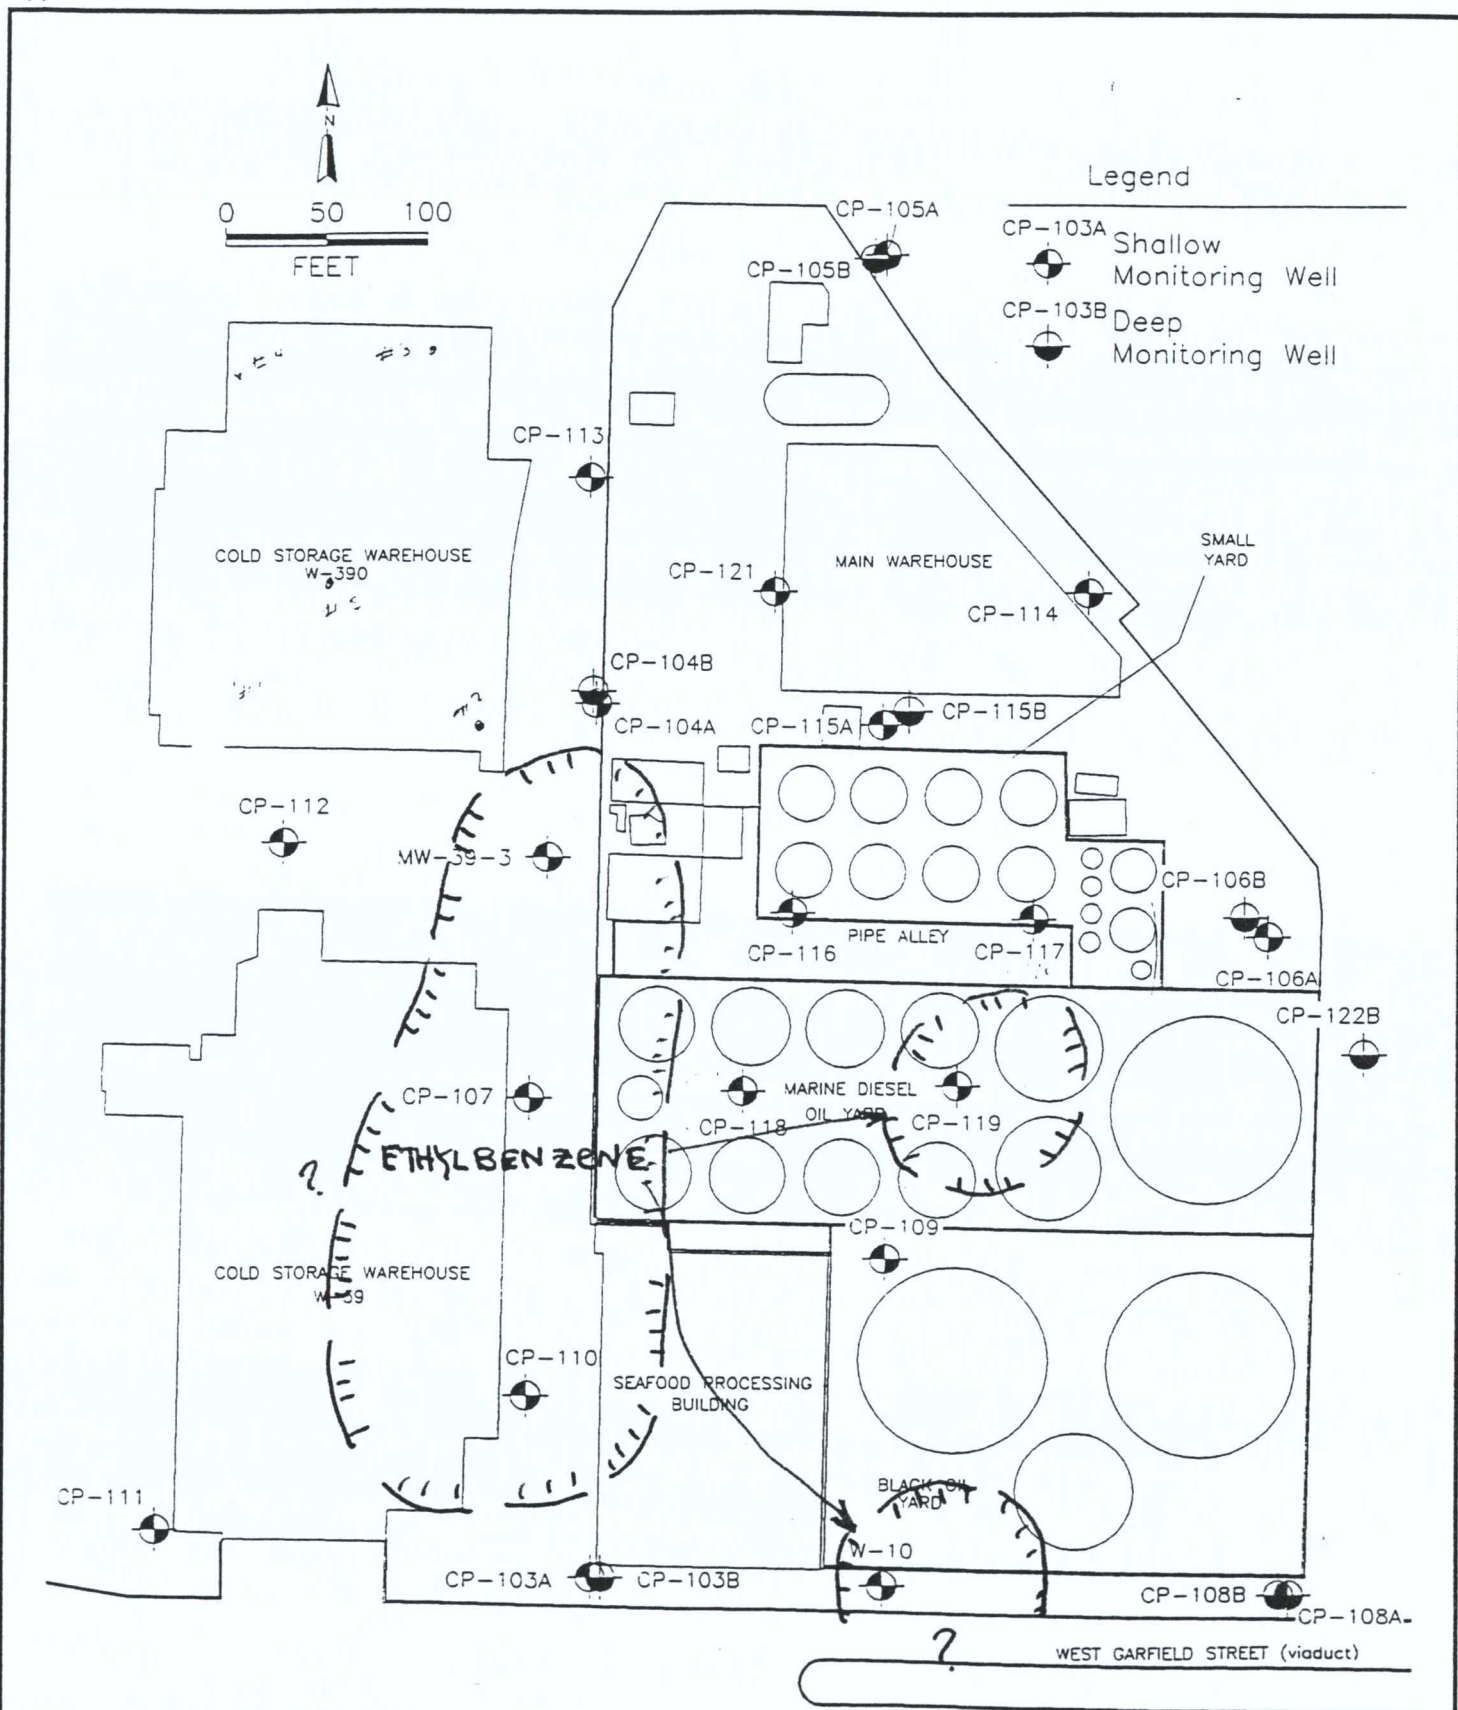 N
0 50 100
FEET
Legend
CP-103A Shallow
Monitoring Well
CP-103B Deep
Monitoring Well
CP-105A
CP-105B
#4
#3
CP-113
COLD STORAGE WAREHOUSE
W-390
CP-121
MAIN WAREHOUSE
SMALL
YARD
CP-114
CP-104B
CP-104A
CP-115A
CP-115B
CP-112
MW-39-3
CP-106B
CP-116
PIPE ALLEY
CP-117
CP-106A
CP-122B
CP-107
MARINE DIESEL
OIL YARD
CP-118
CP-119
?
ETHYLBENZENE
CP-109
COLD STORAGE WAREHOUSE
W-39
CP-110
SEAFOOD PROCESSING
BUILDING
BLACK OIL
YARD
CP-111
W-10
CP-103A
CP-103B
CP-108B
CP-108A
?
WEST GARFIELD STREET (viaduct)